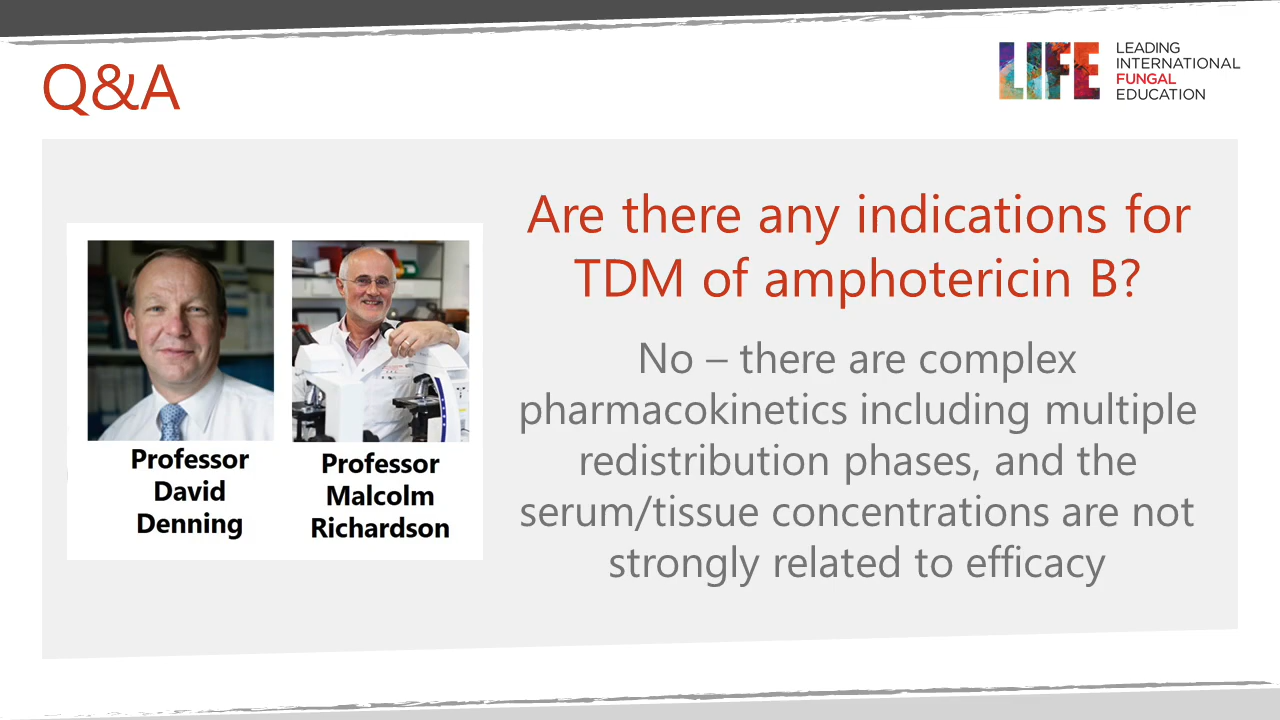 Q&A
LIFE
LEADING
INTERNATIONAL
FUNGAL
EDUCATION
Professor
David
Denning
Professor
Malcolm
Richardson
Are there any indications for
TDM of amphotericin B?
No – there are complex
pharmacokinetics including multiple
redistribution phases, and the
serum/tissue concentrations are not
strongly related to efficacy